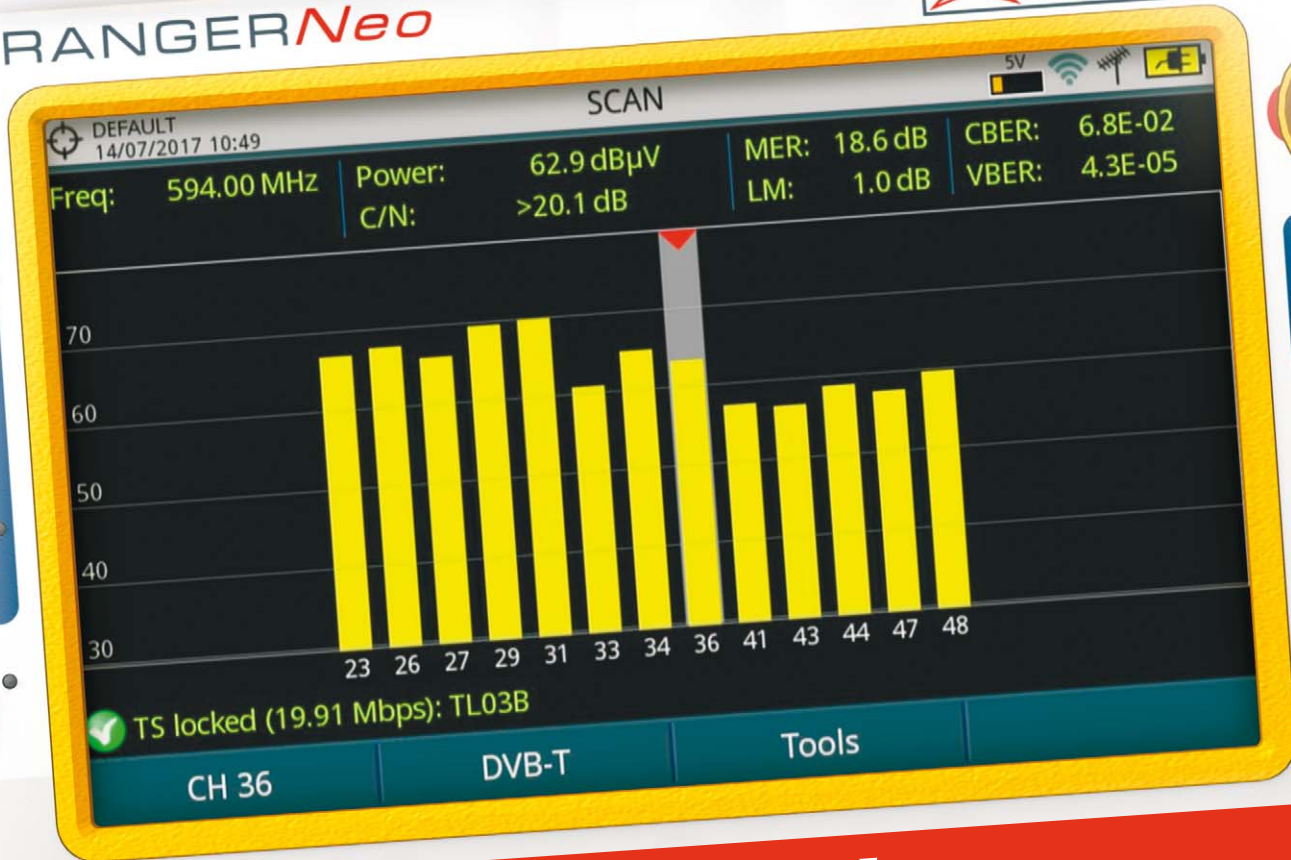 RANGERNeo
DEFAULT
14/07/2017 10:49
SCAN
5V
Freq: 594.00 MHz
Power: 62.9 dBµV
C/N: >20.1 dB
MER: 18.6 dB
LM: 1.0 dB
CBER: 6.8E-02
VBER: 4.3E-05
70
60
50
40
30
23 26 27 29 31 33 34 36 41 43 44 47 48
TS locked (19.91 Mbps): TL03B
CH 36 DVB-T Tools